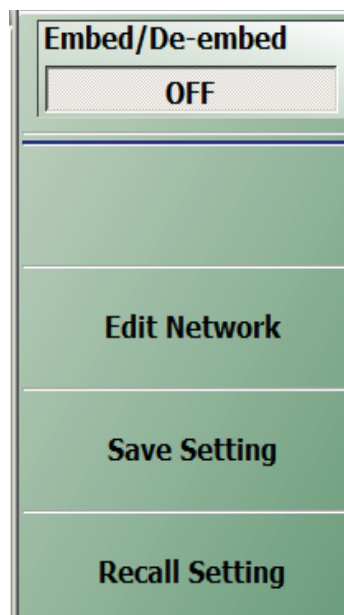 Embed/De-embed
OFF
Edit Network
Save Setting
Recall Setting